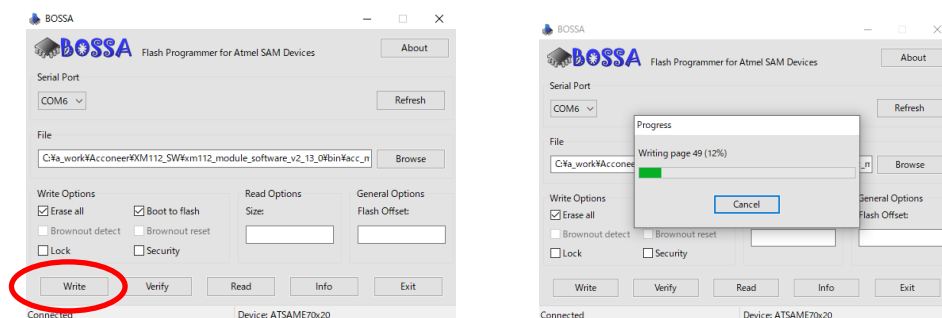 BOSSA
BOSSA Flash Programmer for Atmel SAM Devices About
Serial Port
COM6 Refresh
File
C:¥a_work¥Acconeer¥XM112_SW¥xm112_module_software_v2_13_0¥bin¥acc_n Browse
Write Options Read Options General Options
Erase all Boot to flash Size: Flash Offset:
Brownout detect Brownout reset
Lock Security
Write Verify Read Info Exit
Connected Device: ATSAME70x20
BOSSA
BOSSA Flash Programmer for Atmel SAM Devices About
Serial Port
COM6 Refresh
Progress
File
Writing page 49 (12%)
C:¥a_work¥Acconee _n Browse
Write Options General Options
Cancel
Erase all Flash Offset:
Brownout detect Brownout reset
Lock Security
Write Verify Read Info Exit
Connected Device: ATSAME70x20